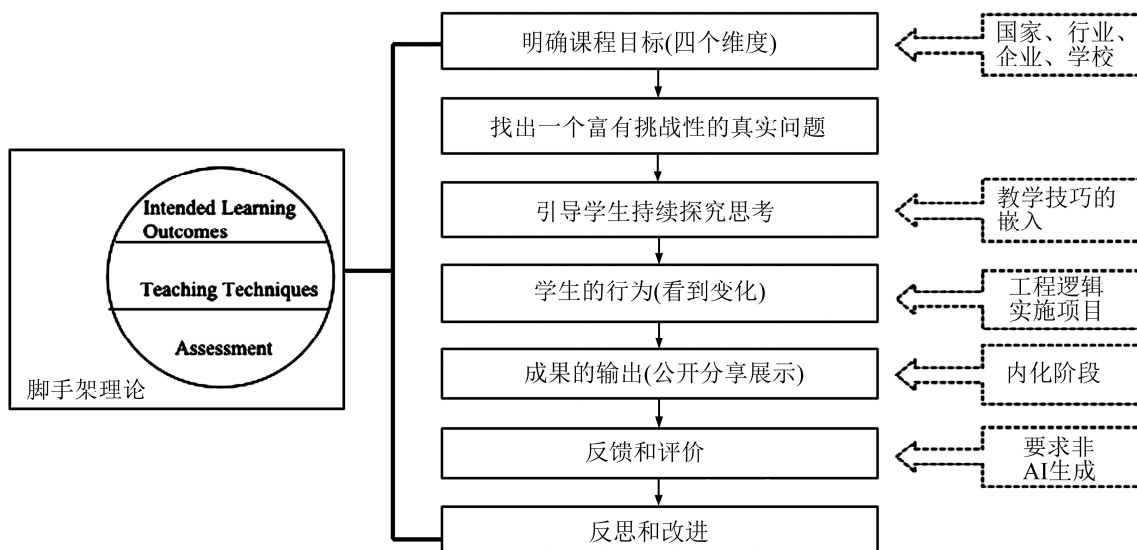 明确课程目标(四个维度)
国家、行业、
企业、学校
找出一个富有挑战性的真实问题
引导学生持续探究思考
教学技巧的
嵌入
学生的行为(看到变化)
工程逻辑
实施项目
成果的输出(公开分享展示)
内化阶段
反馈和评价
要求非
AI生成
反思和改进
Intended Learning
Outcomes
Teaching Techniques
Assessment
脚手架理论